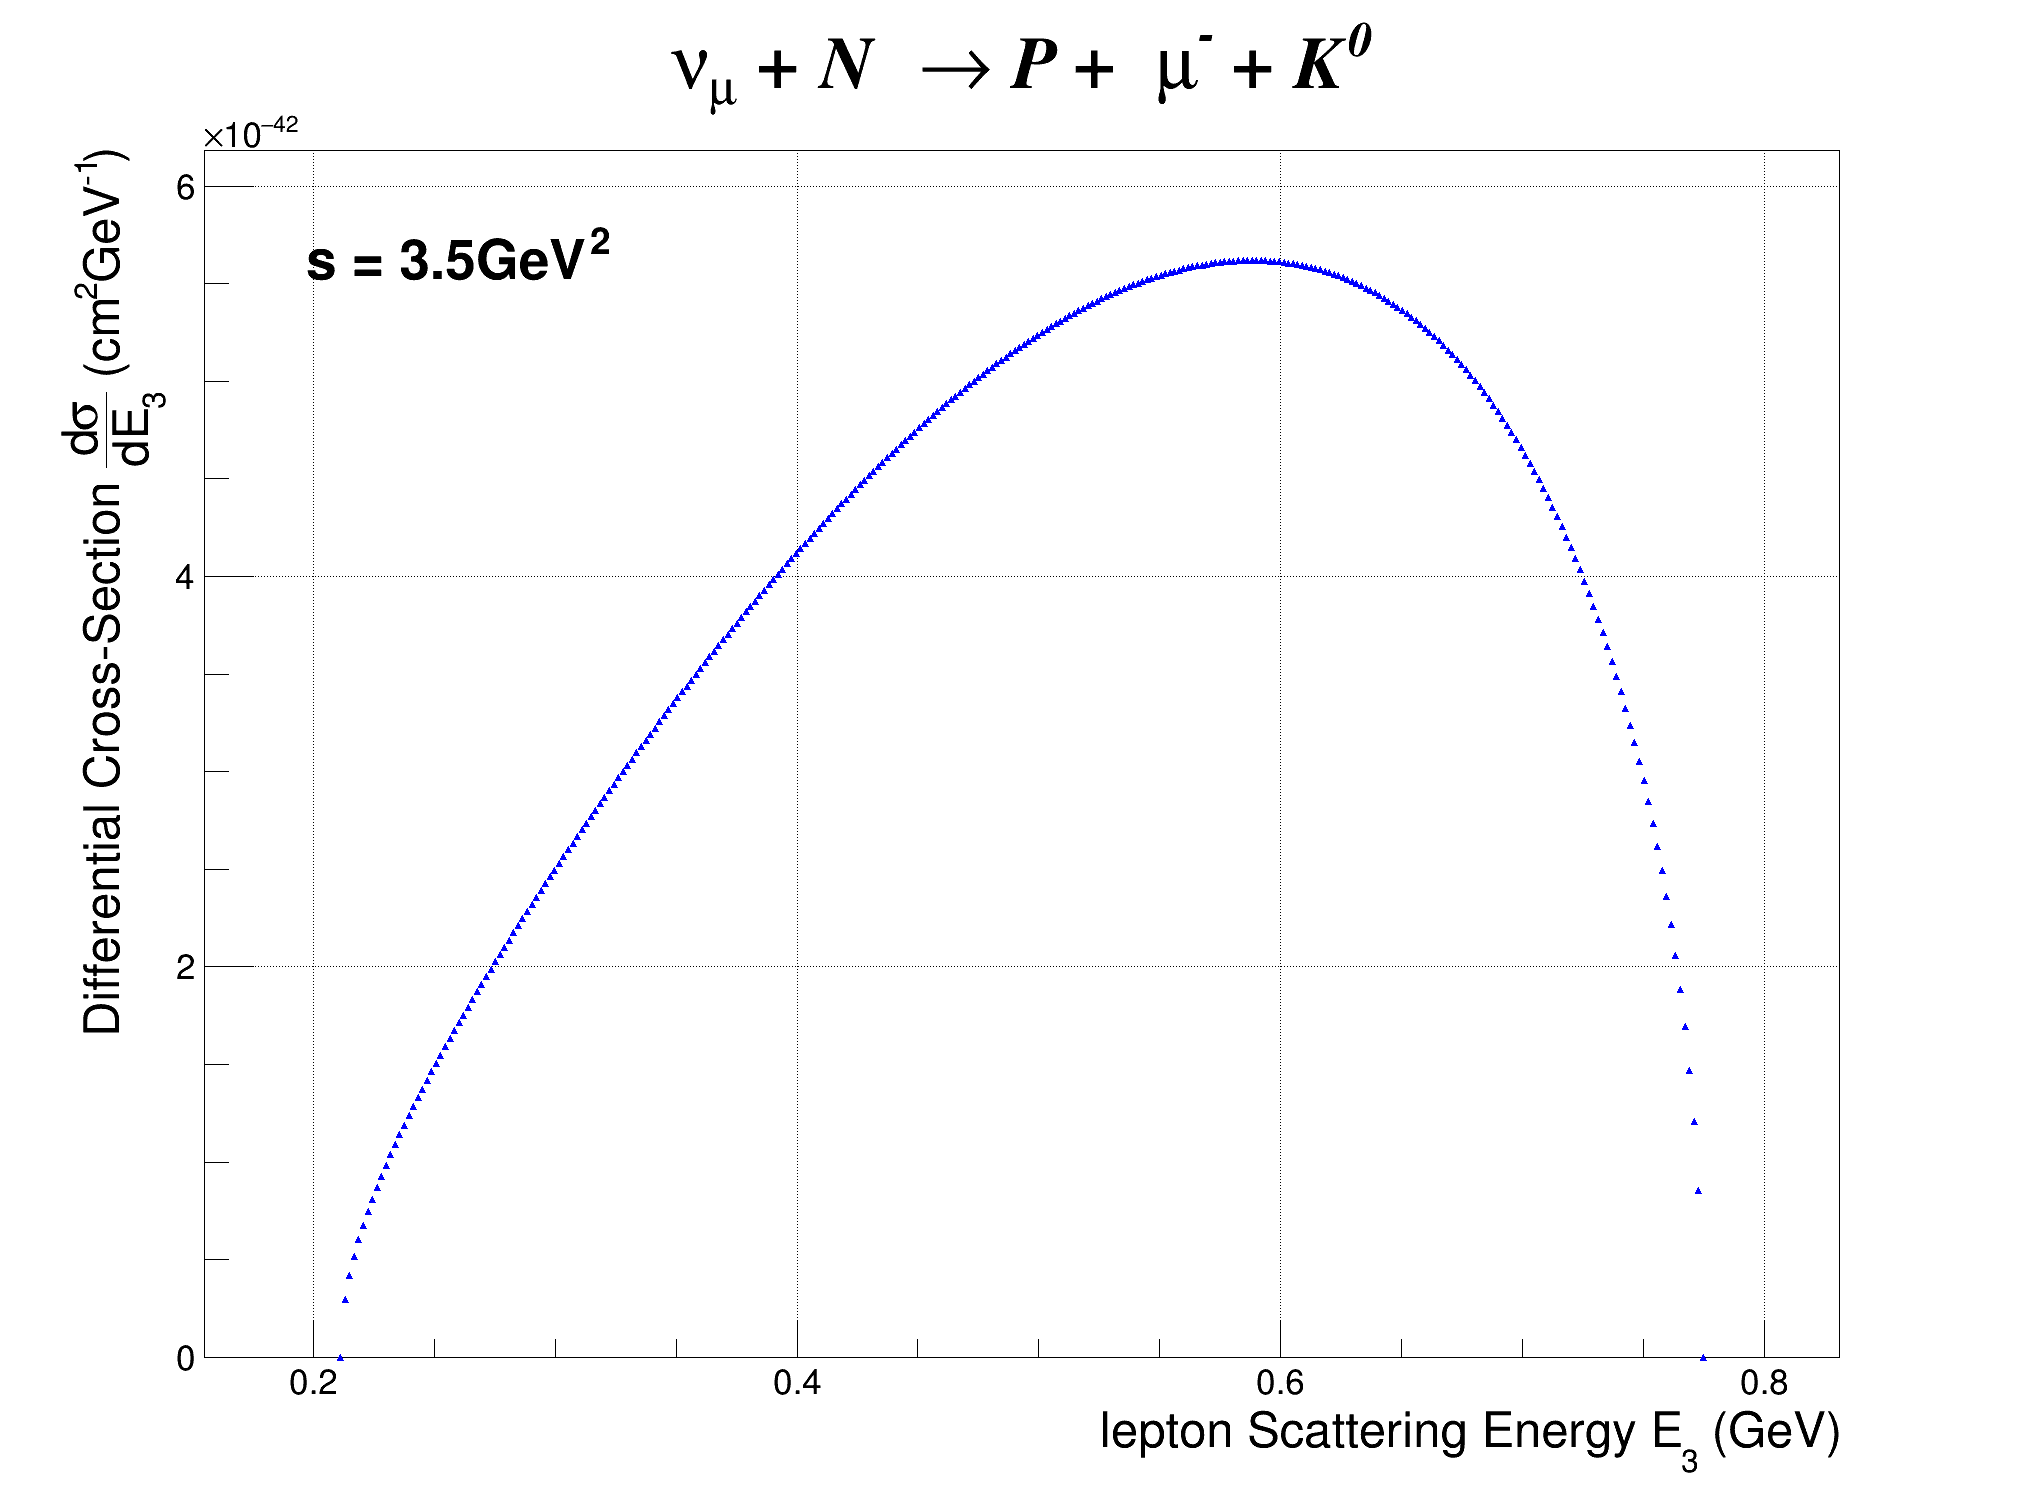 ν_μ + N → P + μ^- + K^0
×10^−42
s = 3.5GeV^2
Differential Cross-Section dσ/dE_3 (cm^2GeV^-1)
6
4
2
0
0.2 0.4 0.6 0.8
lepton Scattering Energy E_3 (GeV)